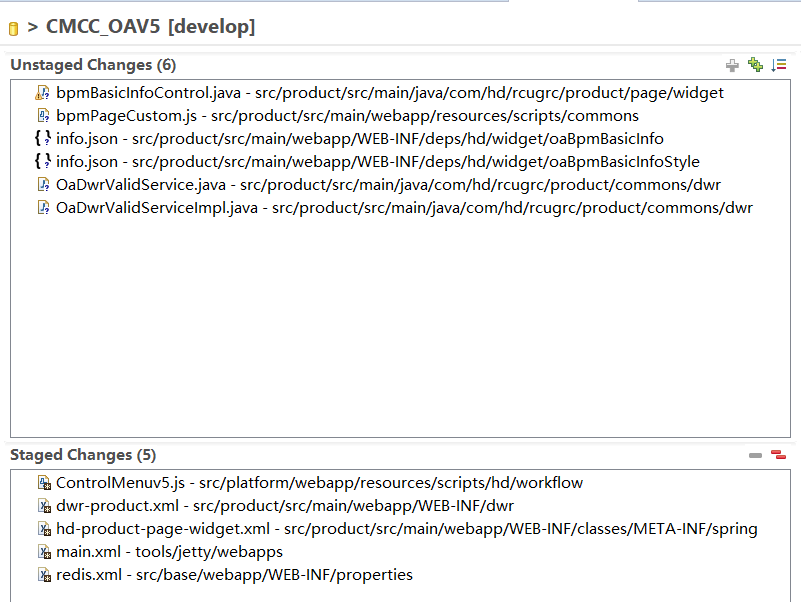 > CMCC_OAV5 [develop]
Unstaged Changes (6)
bpmBasicInfoControl.java - src/product/src/main/java/com/hd/rcugrc/product/page/widget
bpmPageCustom.js - src/product/src/main/webapp/resources/scripts/commons
{ } info.json - src/product/src/main/webapp/WEB-INF/deps/hd/widget/oaBpmBasicInfo
{ } info.json - src/product/src/main/webapp/WEB-INF/deps/hd/widget/oaBpmBasicInfoStyle
OaDwrValidService.java - src/product/src/main/java/com/hd/rcugrc/product/commons/dwr
OaDwrValidServiceImpl.java - src/product/src/main/java/com/hd/rcugrc/product/commons/dwr
Staged Changes (5)
ControlMenuv5.js - src/platform/webapp/resources/scripts/hd/workflow
dwr-product.xml - src/product/src/main/webapp/WEB-INF/dwr
hd-product-page-widget.xml - src/product/src/main/webapp/WEB-INF/classes/META-INF/spring
main.xml - tools/jetty/webapps
redis.xml - src/base/webapp/WEB-INF/properties